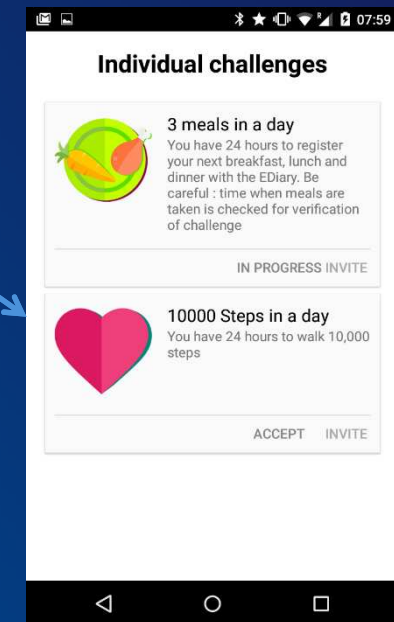 07:59
Individual challenges
3 meals in a day
You have 24 hours to register
your next breakfast, lunch and
dinner with the EDiary. Be
careful : time when meals are
taken is checked for verification
of challenge
IN PROGRESS INVITE
10000 Steps in a day
You have 24 hours to walk 10,000
steps
ACCEPT INVITE